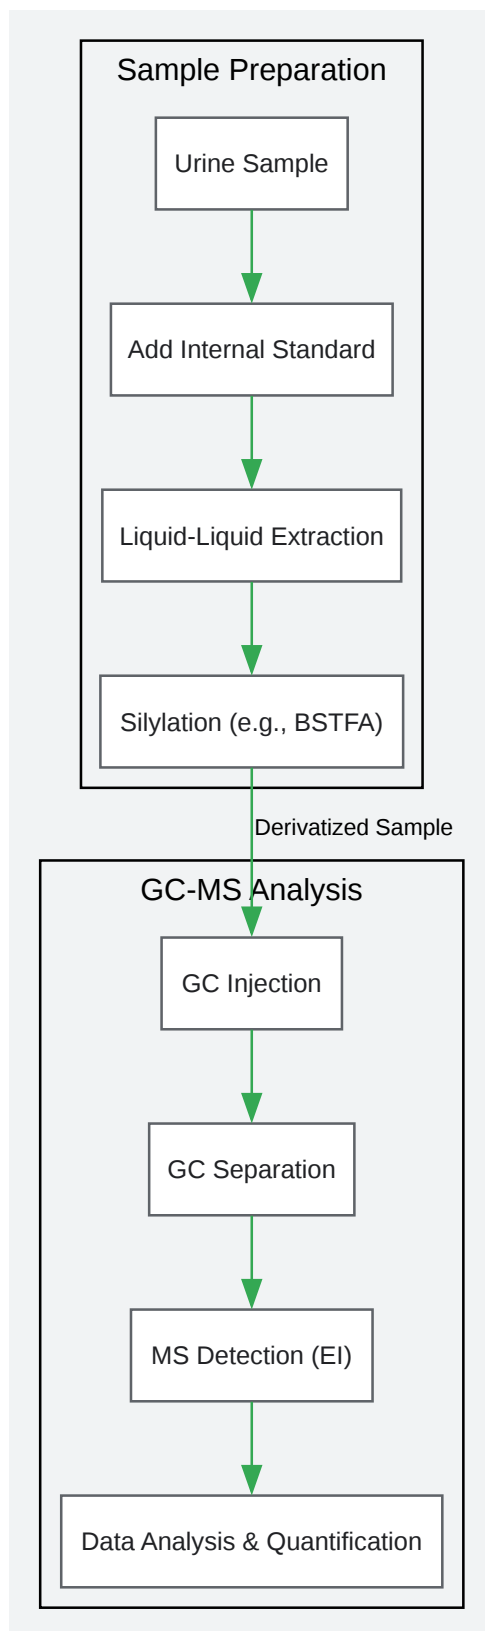 Sample Preparation
Urine Sample
Add Internal Standard
Liquid-Liquid Extraction
Silylation (e.g., BSTFA)
Derivatized Sample
GC-MS Analysis
GC Injection
GC Separation
MS Detection (EI)
Data Analysis & Quantification